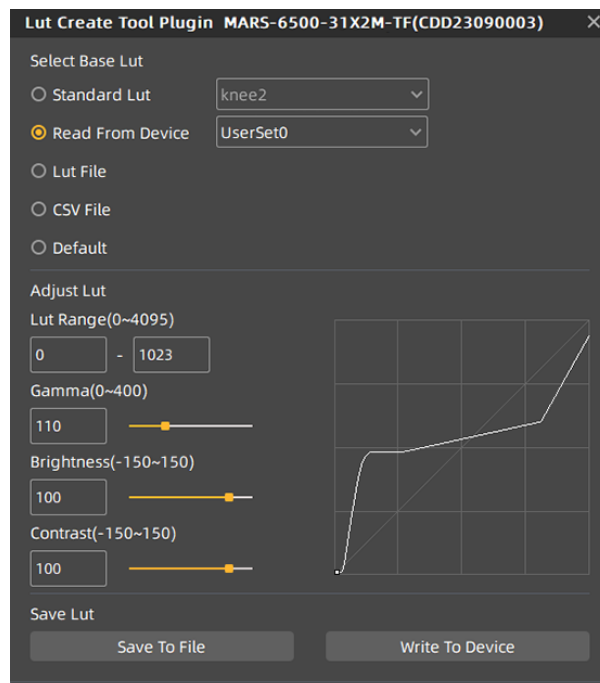 Lut Create Tool Plugin MARS-6500-31X2M-TF(CDD23090003)
Select Base Lut
Standard Lut knee2
Read From Device UserSet0
Lut File
CSV File
Default
Adjust Lut
Lut Range(0~4095)
0 - 1023
Gamma(0~400)
110
Brightness(-150~150)
100
Contrast(-150~150)
100
Save Lut
Save To File Write To Device